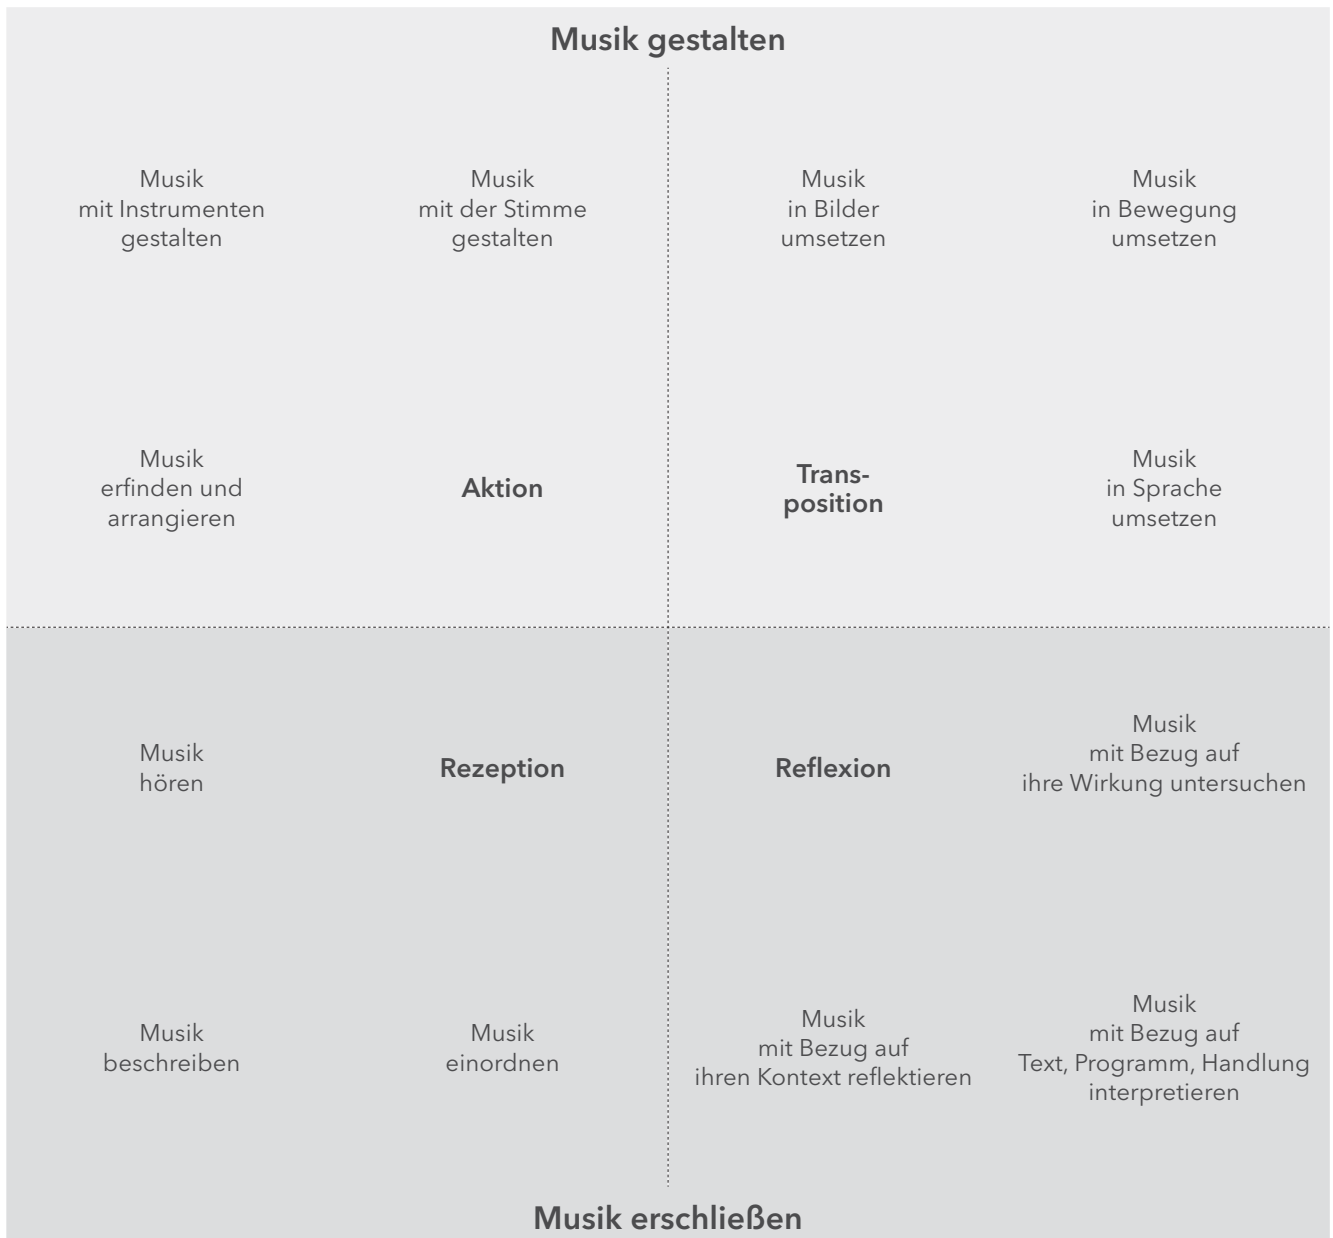 Musik gestalten
Musik
mit Instrumenten
gestalten
Musik
mit der Stimme
gestalten
Musik
in Bilder
umsetzen
Musik
in Bewegung
umsetzen
Musik
erfinden und
arrangieren
Aktion
Trans-
position
Musik
in Sprache
umsetzen
Musik
hören
Rezeption
Reflexion
Musik
mit Bezug auf
ihre Wirkung untersuchen
Musik
beschreiben
Musik
einordnen
Musik
mit Bezug auf
ihren Kontext reflektieren
Musik
mit Bezug auf
Text, Programm, Handlung
interpretieren
Musik erschließen